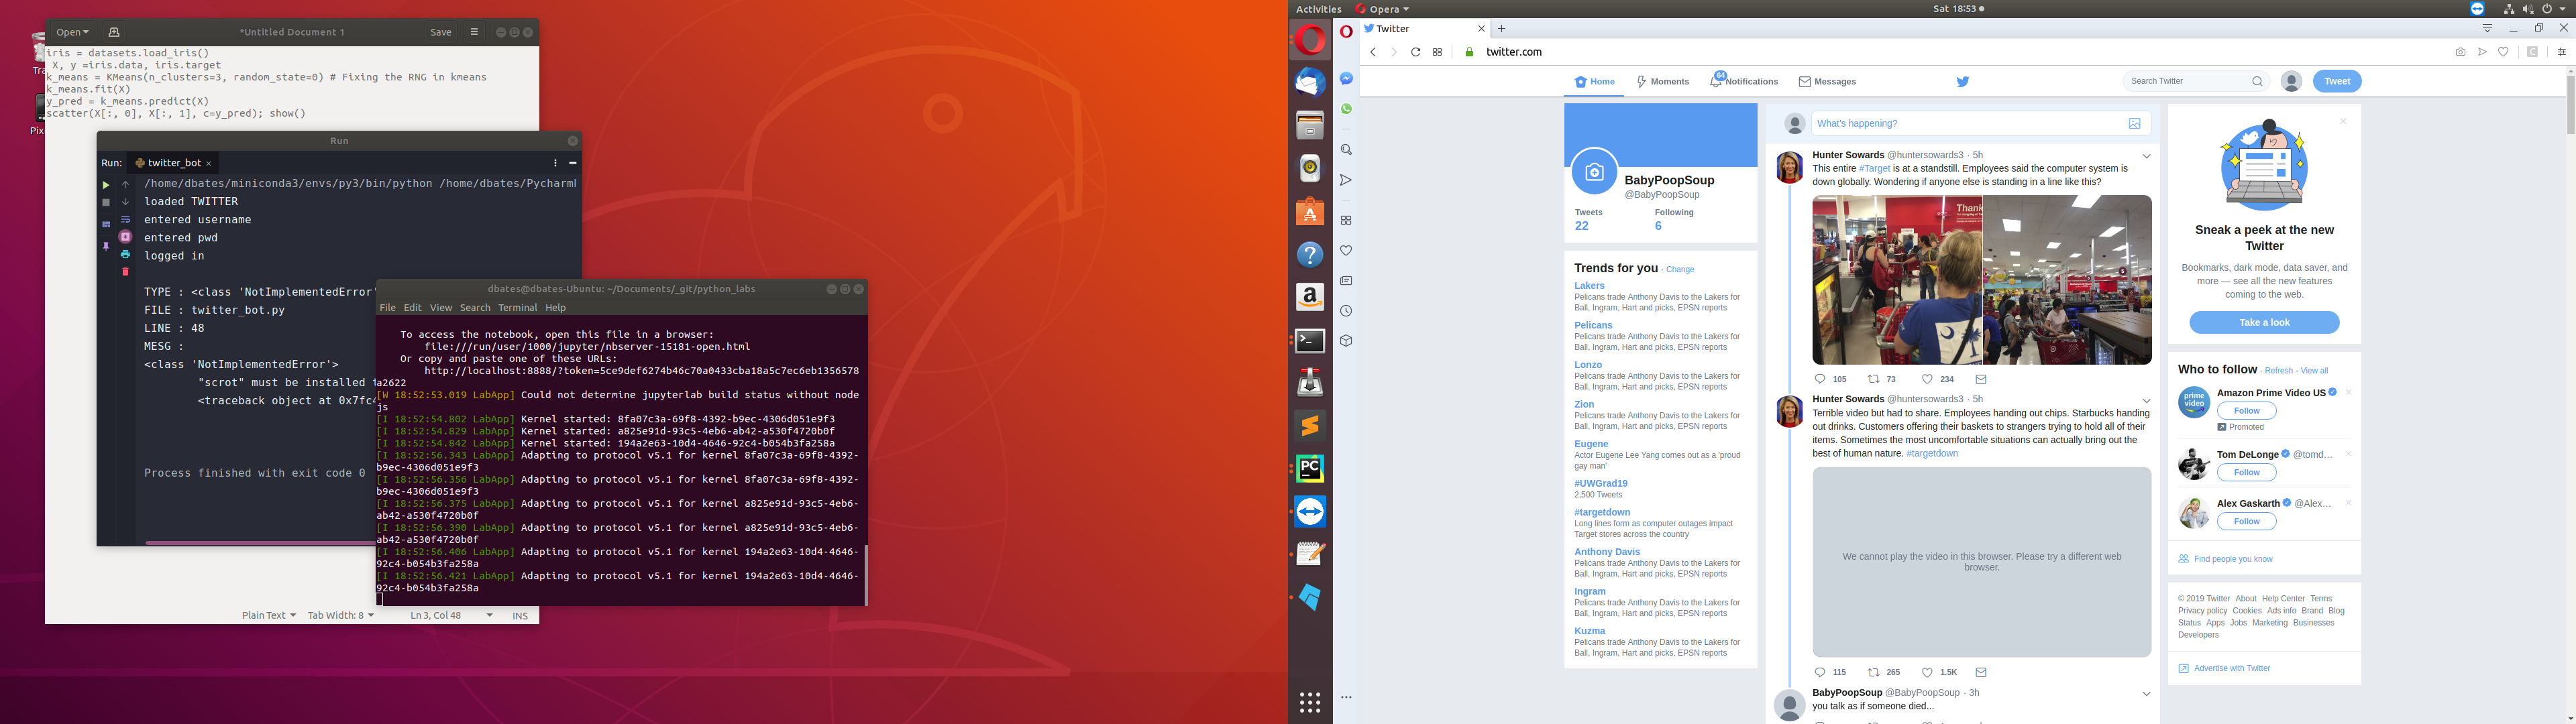 Open
*Untitled Document 1
Save
iris = datasets.load_iris()
X, y =iris.data, iris.target
k_means = KMeans(n_clusters=3, random_state=0) # Fixing the RNG in kmeans
k_means.fit(X)
y_pred = k_means.predict(X)
scatter(X[:, 0], X[:, 1], c=y_pred); show()
Plain Text
Tab Width: 8
Ln 3, Col 48
INS
Run
Run:
twitter_bot
/home/dbates/miniconda3/envs/py3/bin/python /home/dbates/Pycharm
loaded TWITTER
entered username
entered pwd
logged in
TYPE : <class 'NotImplementedError'
FILE : twitter_bot.py
LINE : 48
MESG :
<class 'NotImplementedError'>
"scrot" must be installed
<traceback object at 0x7fc4
Process finished with exit code 0
dbates@dbates-Ubuntu: ~/Documents/_git/python_labs
File Edit View Search Terminal Help
To access the notebook, open this file in a browser:
file:///run/user/1000/jupyter/nbserver-15181-open.html
Or copy and paste one of these URLs:
http://localhost:8888/?token=5ce9def6274b46c70a0433cba18a5c7ec6eb1356578
a2622
[W 18:52:53.019 LabApp] Could not determine jupyterlab build status without node
js
[I 18:52:54.802 LabApp] Kernel started: 8fa07c3a-69f8-4392-b9ec-4306d051e9f3
[I 18:52:54.829 LabApp] Kernel started: a825e91d-93c5-4eb6-ab42-a530f4720b0f
[I 18:52:54.842 LabApp] Kernel started: 194a2e63-10d4-4646-92c4-b054b3fa258a
[I 18:52:56.343 LabApp] Adapting to protocol v5.1 for kernel 8fa07c3a-69f8-4392-
b9ec-4306d051e9f3
[I 18:52:56.356 LabApp] Adapting to protocol v5.1 for kernel 8fa07c3a-69f8-4392-
b9ec-4306d051e9f3
[I 18:52:56.375 LabApp] Adapting to protocol v5.1 for kernel a825e91d-93c5-4eb6-
ab42-a530f4720b0f
[I 18:52:56.390 LabApp] Adapting to protocol v5.1 for kernel a825e91d-93c5-4eb6-
ab42-a530f4720b0f
[I 18:52:56.406 LabApp] Adapting to protocol v5.1 for kernel 194a2e63-10d4-4646-
92c4-b054b3fa258a
[I 18:52:56.421 LabApp] Adapting to protocol v5.1 for kernel 194a2e63-10d4-4646-
92c4-b054b3fa258a
Activities
Opera
Sat 18:53
Twitter
twitter.com
Home
Moments
64
Notifications
Messages
Search Twitter
Tweet
BabyPoopSoup
@BabyPoopSoup
Tweets
Following
22
6
Trends for you · Change
Lakers
Pelicans trade Anthony Davis to the Lakers for
Ball, Ingram, Hart and picks, EPSN reports
Pelicans
Pelicans trade Anthony Davis to the Lakers for
Ball, Ingram, Hart and picks, EPSN reports
Lonzo
Pelicans trade Anthony Davis to the Lakers for
Ball, Ingram, Hart and picks, EPSN reports
Zion
Pelicans trade Anthony Davis to the Lakers for
Ball, Ingram, Hart and picks, EPSN reports
Eugene
Actor Eugene Lee Yang comes out as a 'proud
gay man'
#UWGrad19
2,500 Tweets
#targetdown
Long lines form as computer outages impact
Target stores across the country
Anthony Davis
Pelicans trade Anthony Davis to the Lakers for
Ball, Ingram, Hart and picks, EPSN reports
Ingram
Pelicans trade Anthony Davis to the Lakers for
Ball, Ingram, Hart and picks, EPSN reports
Kuzma
Pelicans trade Anthony Davis to the Lakers for
Ball, Ingram, Hart and picks, EPSN reports
What's happening?
Hunter Sowards @huntersowards3 · 5h
This entire #Target is at a standstill. Employees said the computer system is
down globally. Wondering if anyone else is standing in a line like this?
Thank
105
73
234
Hunter Sowards @huntersowards3 · 5h
Terrible video but had to share. Employees handing out chips. Starbucks handing
out drinks. Customers offering their baskets to strangers trying to hold all of their
items. Sometimes the most uncomfortable situations can actually bring out the
best of human nature. #targetdown
We cannot play the video in this browser. Please try a different web
browser.
115
265
1.5K
BabyPoopSoup @BabyPoopSoup · 3h
you talk as if someone died...
Sneak a peek at the new
Twitter
Bookmarks, dark mode, data saver, and
more — see all the new features
coming to the web.
Take a look
Who to follow · Refresh · View all
prime
video
Amazon Prime Video US
Follow
Promoted
Tom DeLonge @tomd...
Follow
Alex Gaskarth @Alex...
Follow
Find people you know
© 2019 Twitter About Help Center Terms
Privacy policy Cookies Ads info Brand Blog
Status Apps Jobs Marketing Businesses
Developers
Advertise with Twitter